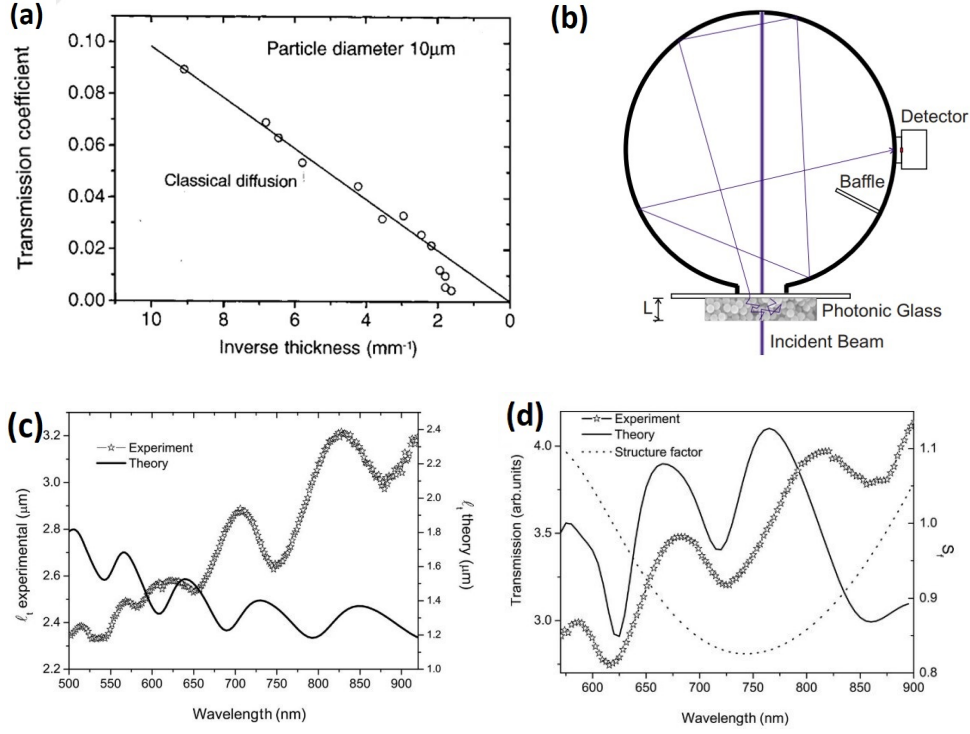 (a)
Transmission coefficient
0.10
0.08
0.06
0.04
0.02
0.00
Particle diameter 10μm
Classical diffusion
10
8
6
4
2
0
Inverse thickness (mm⁻¹)
(b)
Detector
Baffle
L
Photonic Glass
Incident Beam
(c)
ℓt experimental (μm)
3.2
3.0
2.8
2.6
2.4
2.2
Experiment
Theory
2.4
2.2
2.0
1.8
1.6
1.4
1.2
1.0
ℓt theory (μm)
500
550
600
650
700
750
800
850
900
Wavelength (nm)
(d)
Transmission (arb.units)
4.0
3.5
3.0
Experiment
Theory
Structure factor
1.1
1.0
0.9
0.8
600
650
700
750
800
850
900
Wavelength (nm)